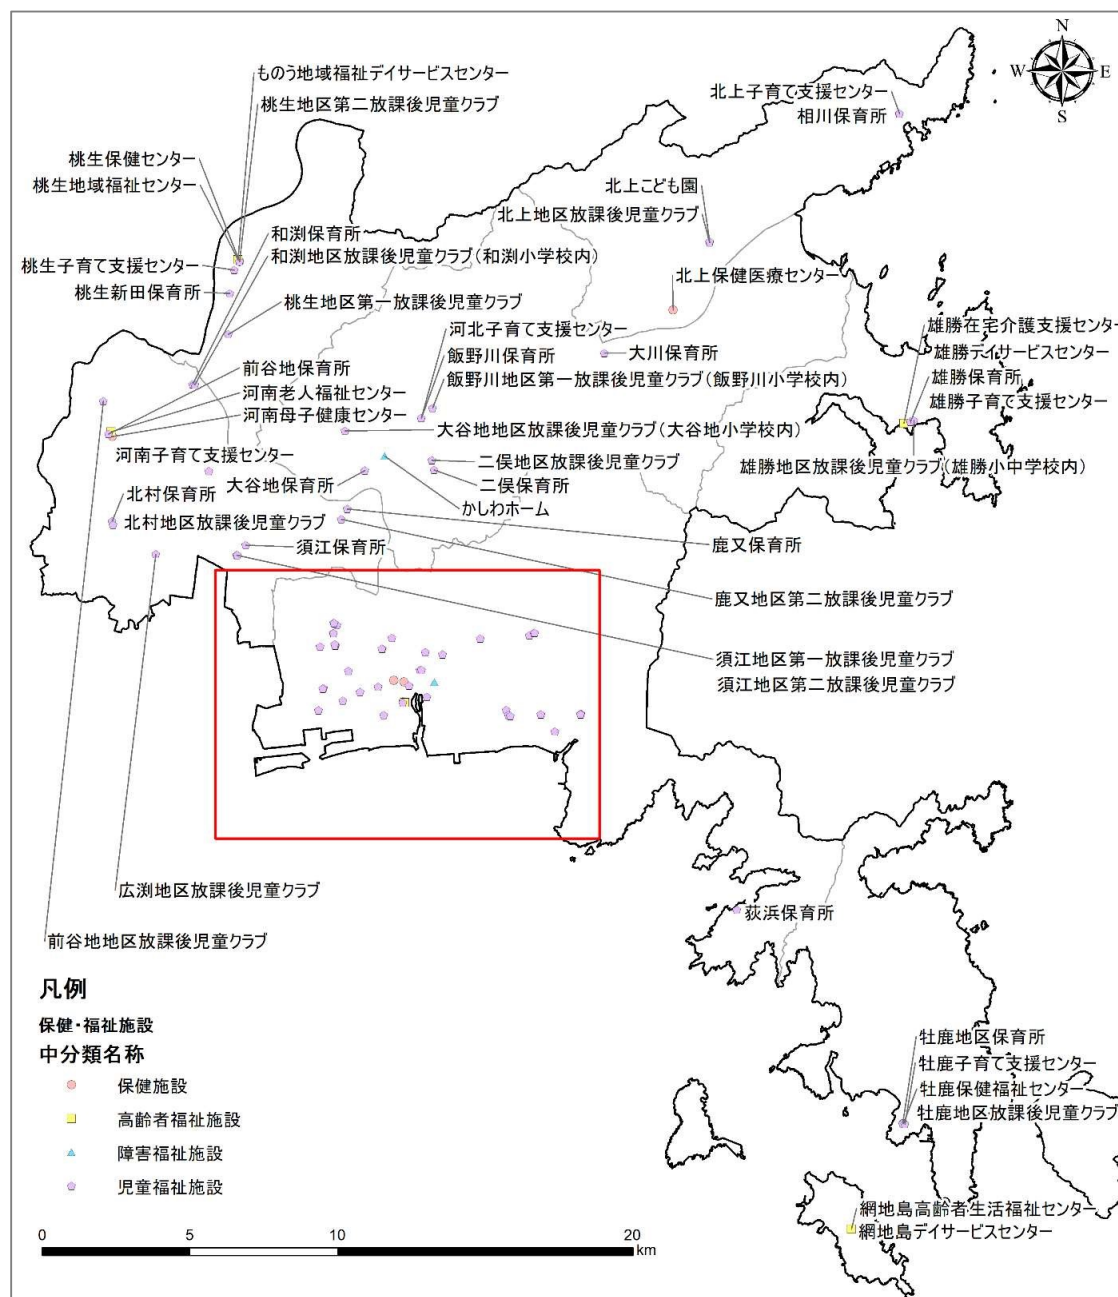 N
W
E
S
ものう地域福祉デイサービスセンター
桃生地区第二放課後児童クラブ
北上子育て支援センター
相川保育所
桃生保健センター
桃生地域福祉センター
北上こども園
北上地区放課後児童クラブ
和渕保育所
和渕地区放課後児童クラブ(和渕小学校内)
桃生子育て支援センター
桃生新田保育所
北上保健医療センター
桃生地区第一放課後児童クラブ
河北子育て支援センター
飯野川保育所
大川保育所
飯野川地区第一放課後児童クラブ(飯野川小学校内)
雄勝在宅介護支援センター
雄勝デイサービスセンター
雄勝保育所
雄勝子育て支援センター
前谷地保育所
河南老人福祉センター
河南母子健康センター
大谷地地区放課後児童クラブ(大谷地小学校内)
河南子育て支援センター
二俣地区放課後児童クラブ
雄勝地区放課後児童クラブ(雄勝小中学校内)
大谷地保育所
二俣保育所
北村保育所
かしわホーム
北村地区放課後児童クラブ
須江保育所
鹿又保育所
鹿又地区第二放課後児童クラブ
須江地区第一放課後児童クラブ
須江地区第二放課後児童クラブ
広渕地区放課後児童クラブ
荻浜保育所
前谷地地区放課後児童クラブ
凡例
保健・福祉施設
中分類名称
保健施設
高齢者福祉施設
障害福祉施設
児童福祉施設
牡鹿地区保育所
牡鹿子育て支援センター
牡鹿保健福祉センター
牡鹿地区放課後児童クラブ
網地島高齢者生活福祉センター
網地島デイサービスセンター
0 5 10 20
km